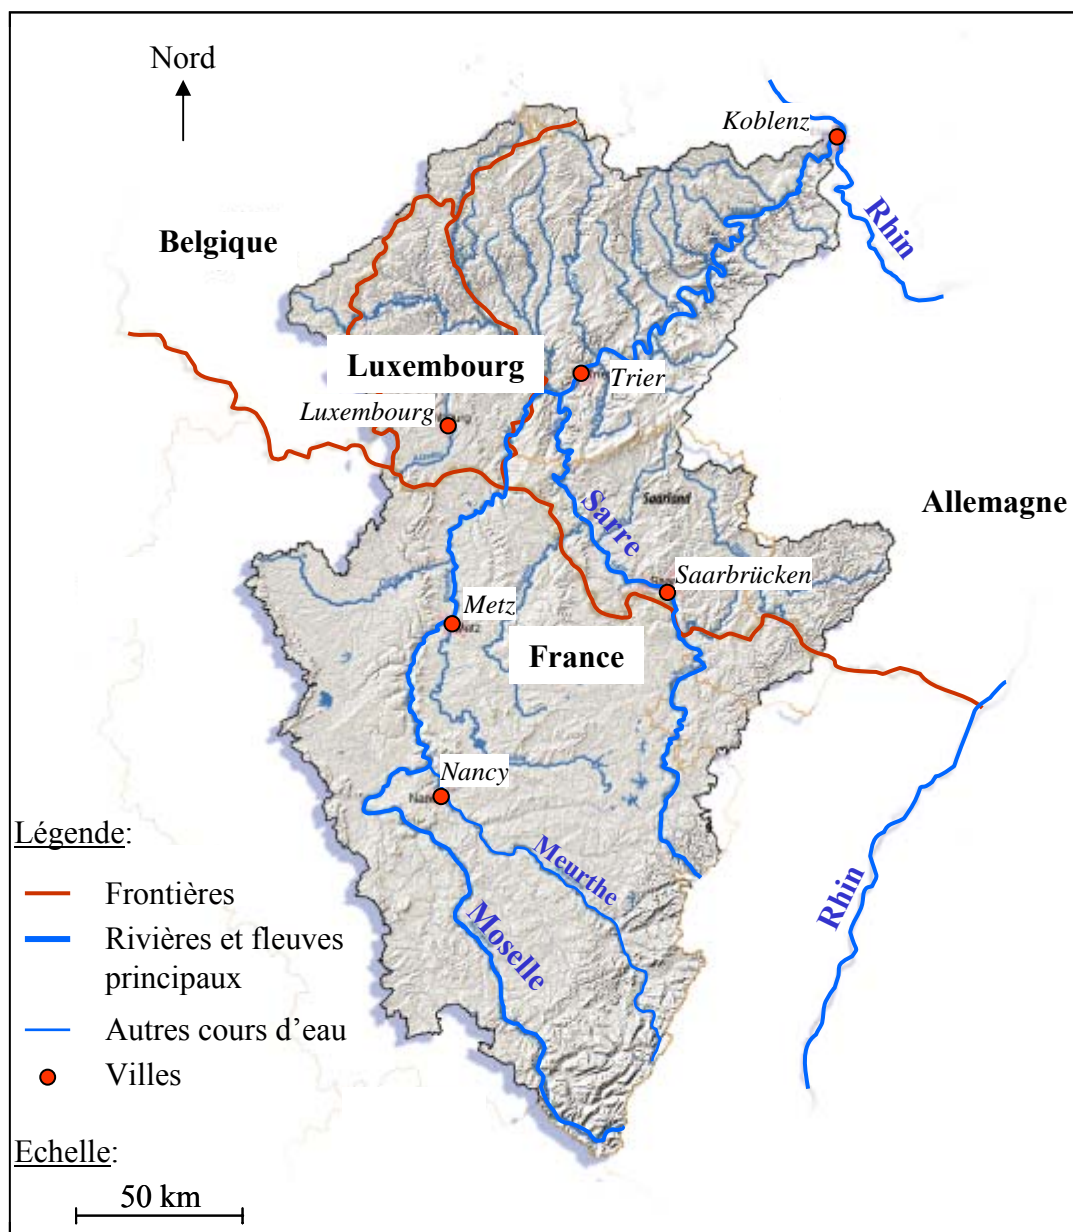 Nord
Koblenz
Rhin
Belgique
Luxembourg
Trier
Luxembourg
Saarland
Allemagne
Sarre
Saarbrücken
Metz
France
Nancy
Légende:
Meurthe
Frontières
Rhin
Moselle
Rivières et fleuves
principaux
Autres cours d’eau
Villes
Echelle:
50 km